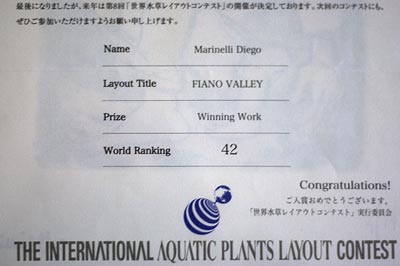 最後になりましたが、来年は第8回「世界水草レイアウトコンテスト」の開催が決定しております。次回のコンテストにも、
ぜひご参加いただけますようお願い申し上げます。
Name Marinelli Diego
Layout Title FIANO VALLEY
Prize Winning Work
World Ranking 42
Congratulations!
ご入賞おめでとうございます。
「世界水草レイアウトコンテスト」実行委員会
THE INTERNATIONAL AQUATIC PLANTS LAYOUT CONTEST